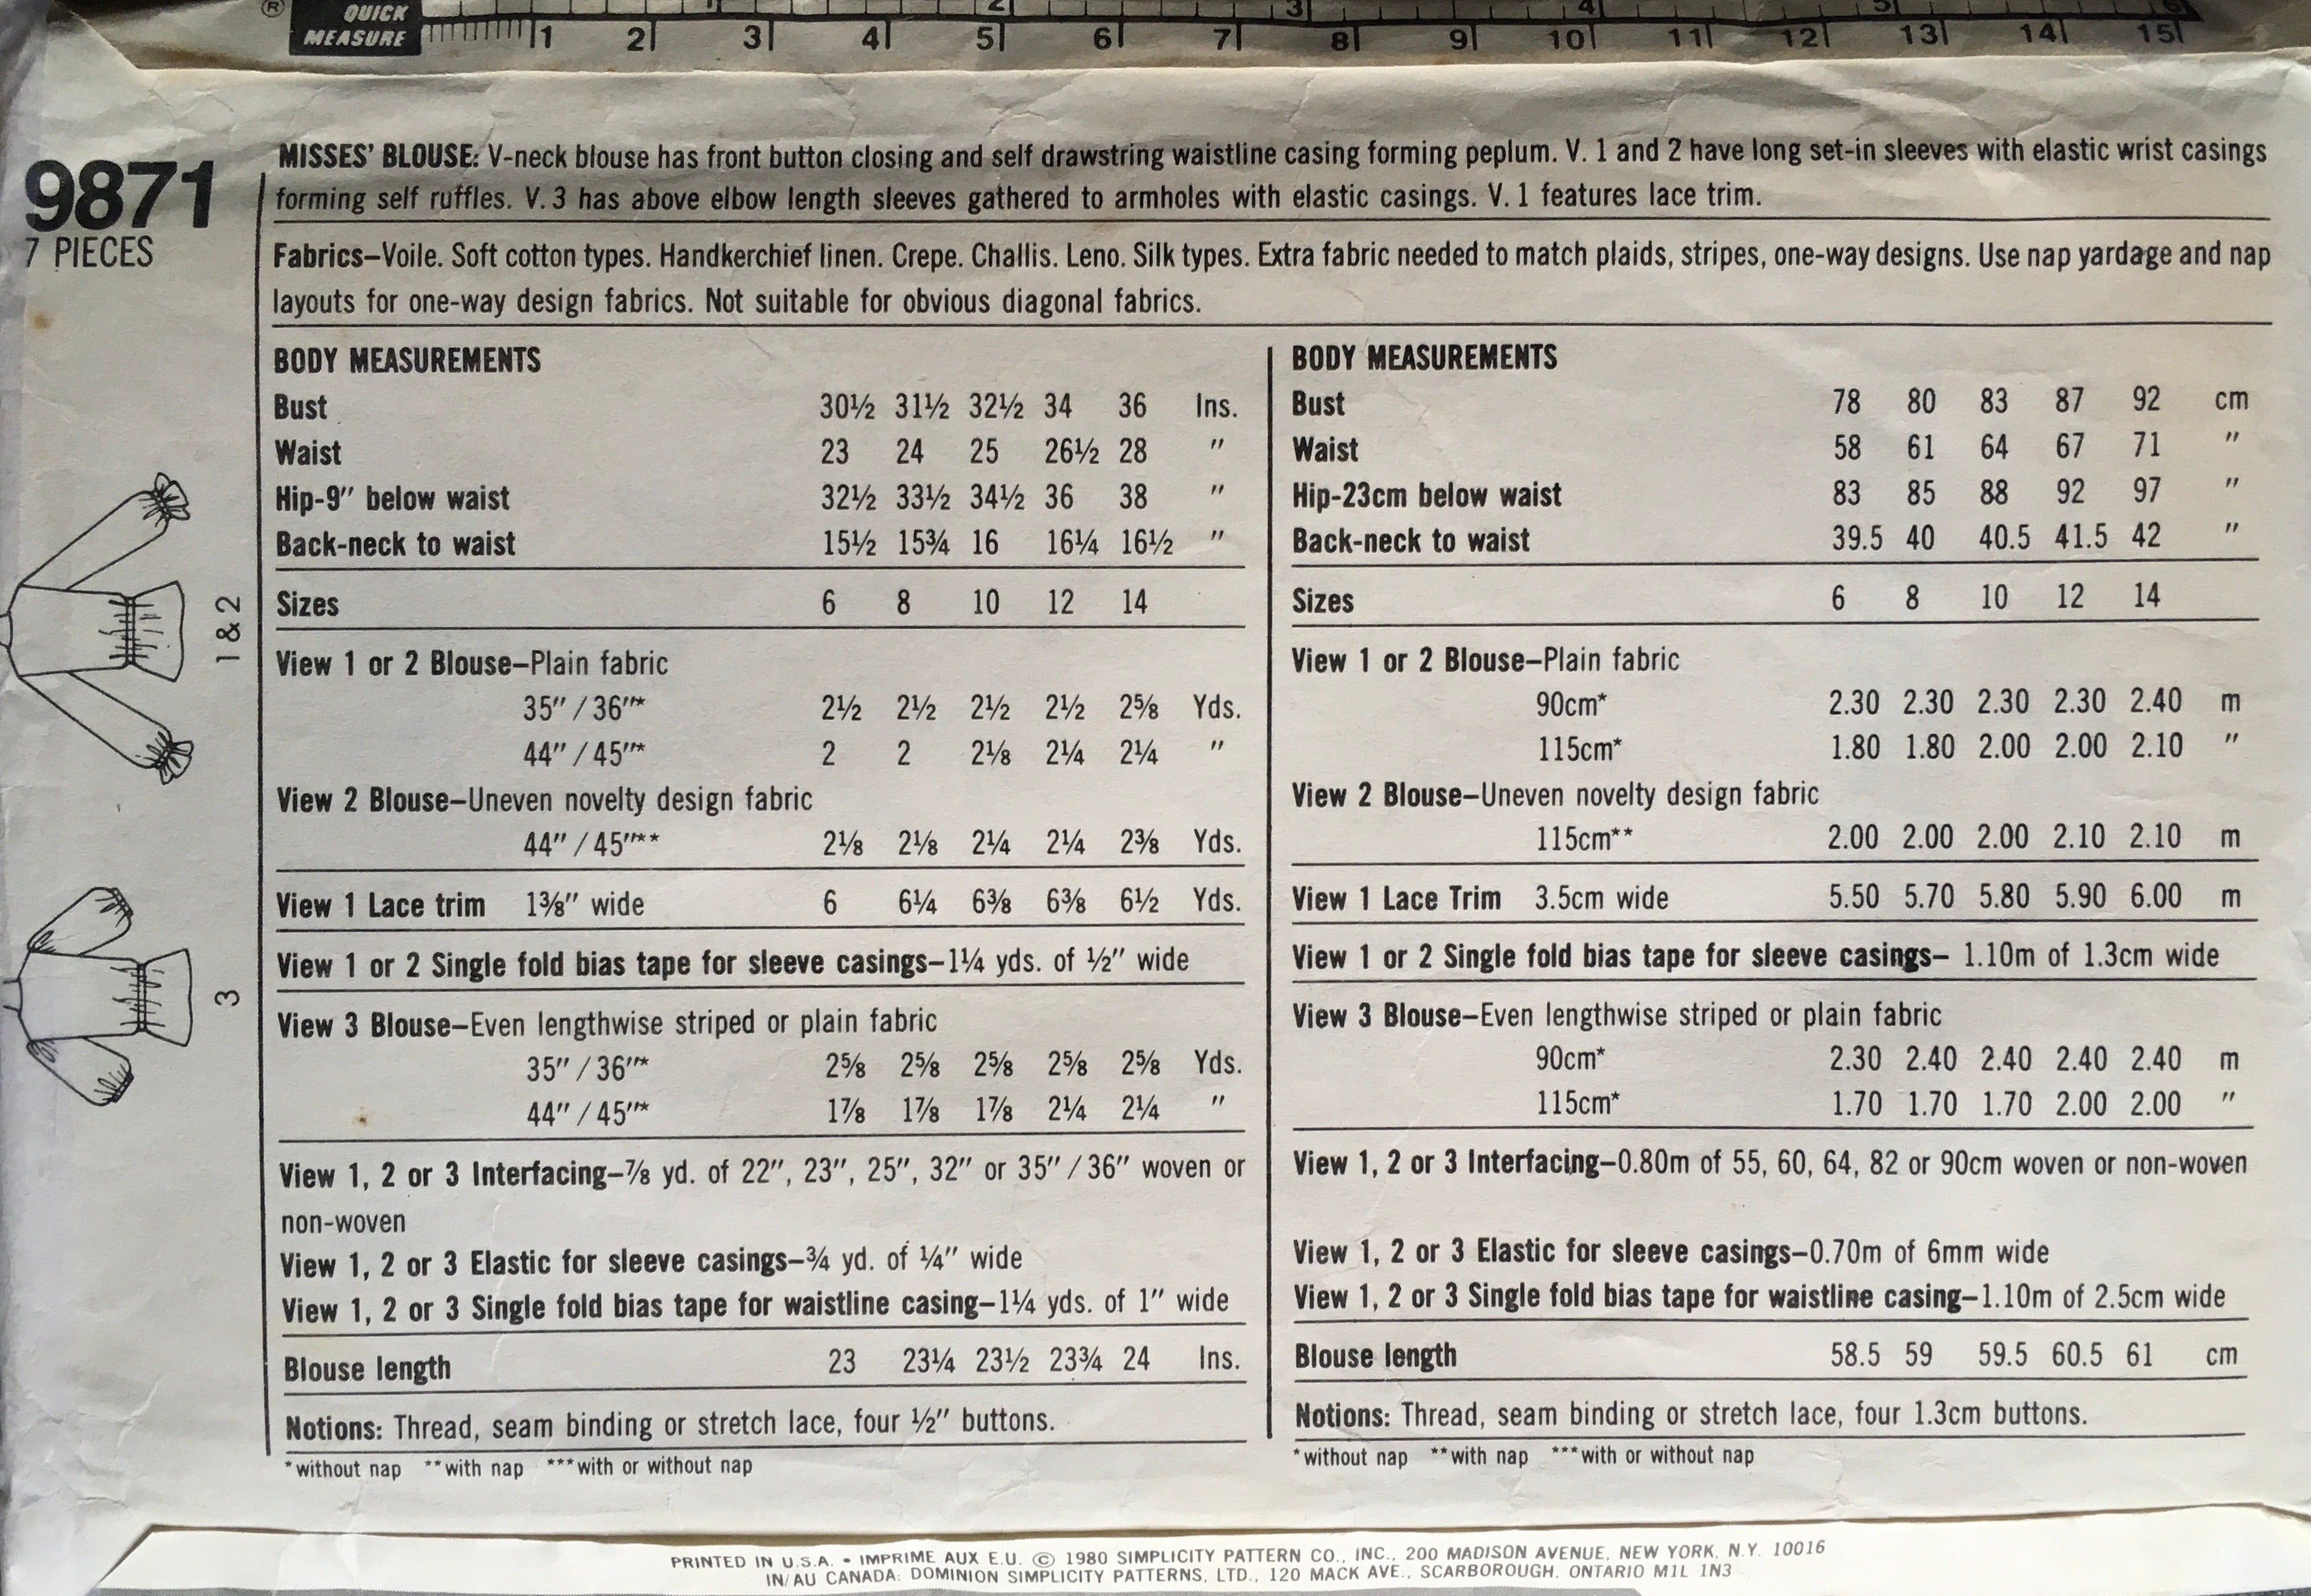 ® QUICK 2 3 4 5 6
MEASURE 1 2 3 4 5 6 7 8 9 10 11 12 13 14 15
9871
7 PIECES
MISSES' BLOUSE: V-neck blouse has front button closing and self drawstring waistline casing forming peplum. V. 1 and 2 have long set-in sleeves with elastic wrist casings
forming self ruffles. V. 3 has above elbow length sleeves gathered to armholes with elastic casings. V. 1 features lace trim.
Fabrics–Voile. Soft cotton types. Handkerchief linen. Crepe. Challis. Leno. Silk types. Extra fabric needed to match plaids, stripes, one-way designs. Use nap yardage and nap
layouts for one-way design fabrics. Not suitable for obvious diagonal fabrics.
1 & 2
3
BODY MEASUREMENTS
Bust 30½ 31½ 32½ 34 36 Ins.
Waist 23 24 25 26½ 28 "
Hip-9" below waist 32½ 33½ 34½ 36 38 "
Back-neck to waist 15½ 15¾ 16 16¼ 16½ "
Sizes 6 8 10 12 14
View 1 or 2 Blouse–Plain fabric
35" / 36"* 2½ 2½ 2½ 2½ 2⅝ Yds.
44" / 45"* 2 2 2⅛ 2¼ 2¼ "
View 2 Blouse–Uneven novelty design fabric
44" / 45"** 2⅛ 2⅛ 2¼ 2¼ 2⅜ Yds.
View 1 Lace trim 1⅜" wide 6 6¼ 6⅜ 6⅜ 6½ Yds.
View 1 or 2 Single fold bias tape for sleeve casings–1¼ yds. of ½" wide
View 3 Blouse–Even lengthwise striped or plain fabric
35" / 36"* 2⅝ 2⅝ 2⅝ 2⅝ 2⅝ Yds.
44" / 45"* 1⅞ 1⅞ 1⅞ 2¼ 2¼ "
View 1, 2 or 3 Interfacing–⅞ yd. of 22", 23", 25", 32" or 35" / 36" woven or
non-woven
View 1, 2 or 3 Elastic for sleeve casings–¾ yd. of ¼" wide
View 1, 2 or 3 Single fold bias tape for waistline casing–1¼ yds. of 1" wide
Blouse length 23 23¼ 23½ 23¾ 24 Ins.
Notions: Thread, seam binding or stretch lace, four ½" buttons.
*without nap **with nap ***with or without nap
BODY MEASUREMENTS
Bust 78 80 83 87 92 cm
Waist 58 61 64 67 71 "
Hip-23cm below waist 83 85 88 92 97 "
Back-neck to waist 39.5 40 40.5 41.5 42 "
Sizes 6 8 10 12 14
View 1 or 2 Blouse–Plain fabric
90cm* 2.30 2.30 2.30 2.30 2.40 m
115cm* 1.80 1.80 2.00 2.00 2.10 "
View 2 Blouse–Uneven novelty design fabric
115cm** 2.00 2.00 2.00 2.10 2.10 m
View 1 Lace Trim 3.5cm wide 5.50 5.70 5.80 5.90 6.00 m
View 1 or 2 Single fold bias tape for sleeve casings– 1.10m of 1.3cm wide
View 3 Blouse–Even lengthwise striped or plain fabric
90cm* 2.30 2.40 2.40 2.40 2.40 m
115cm* 1.70 1.70 1.70 2.00 2.00 "
View 1, 2 or 3 Interfacing–0.80m of 55, 60, 64, 82 or 90cm woven or non-woven
View 1, 2 or 3 Elastic for sleeve casings–0.70m of 6mm wide
View 1, 2 or 3 Single fold bias tape for waistline casing–1.10m of 2.5cm wide
Blouse length 58.5 59 59.5 60.5 61 cm
Notions: Thread, seam binding or stretch lace, four 1.3cm buttons.
*without nap **with nap ***with or without nap
PRINTED IN U.S.A. • IMPRIME AUX E.U. © 1980 SIMPLICITY PATTERN CO., INC., 200 MADISON AVENUE, NEW YORK, N.Y. 10016
IN/AU CANADA: DOMINION SIMPLICITY PATTERNS, LTD., 120 MACK AVE., SCARBOROUGH, ONTARIO M1L 1N3